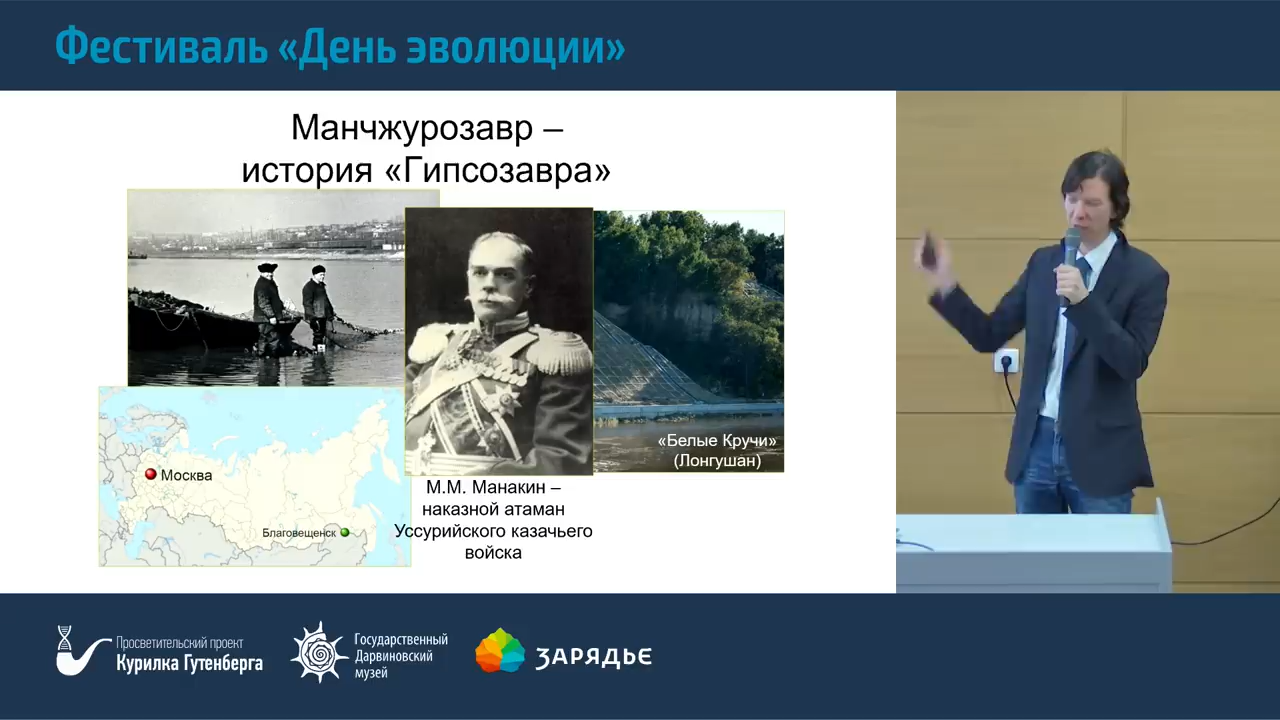 Фестиваль «День эволюции»
Манчжурозавр –
история «Гипсозавра»
«Белые Кручи»
(Лонгушан)
Москва
Благовещенск
М.М. Манакин –
наказной атаман
Уссурийского казачьего
войска
Просветительский проект
Курилка Гутенберга
Государственный
Дарвиновский
музей
ЗАРЯДЬЕ